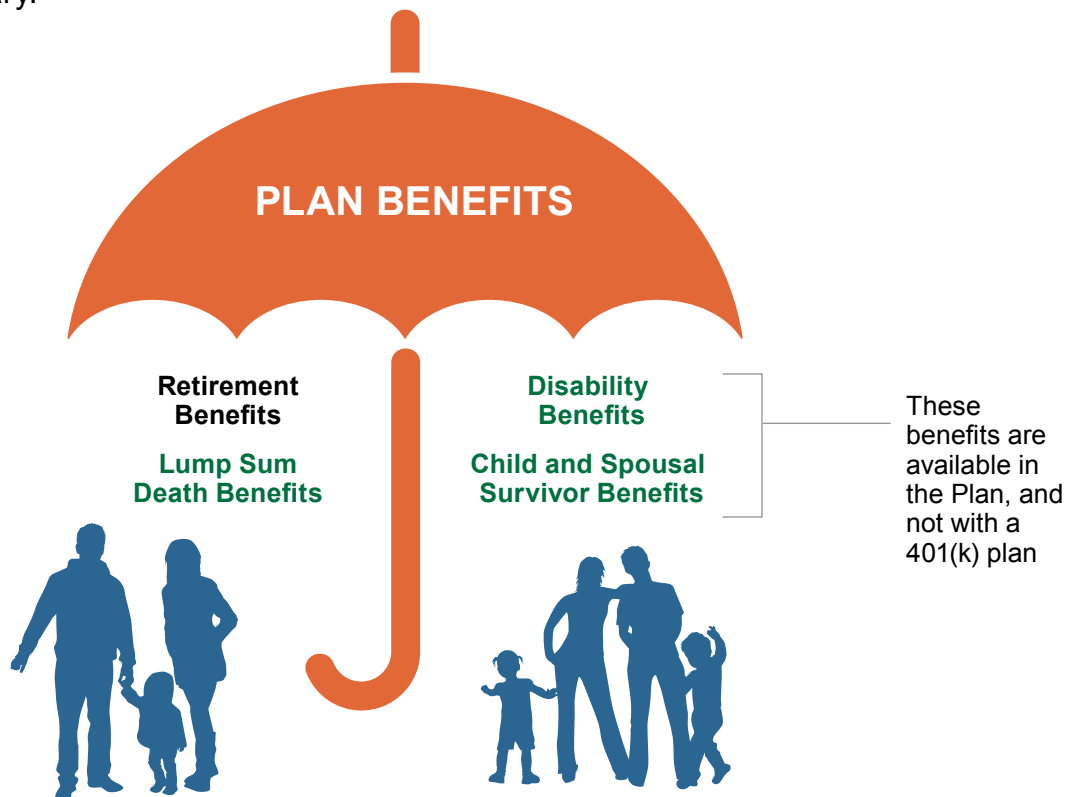 PLAN BENEFITS
Retirement
Benefits
Lump Sum
Death Benefits
Disability
Benefits
Child and Spousal
Survivor Benefits
These
benefits are
available in
the Plan, and
not with a
401(k) plan